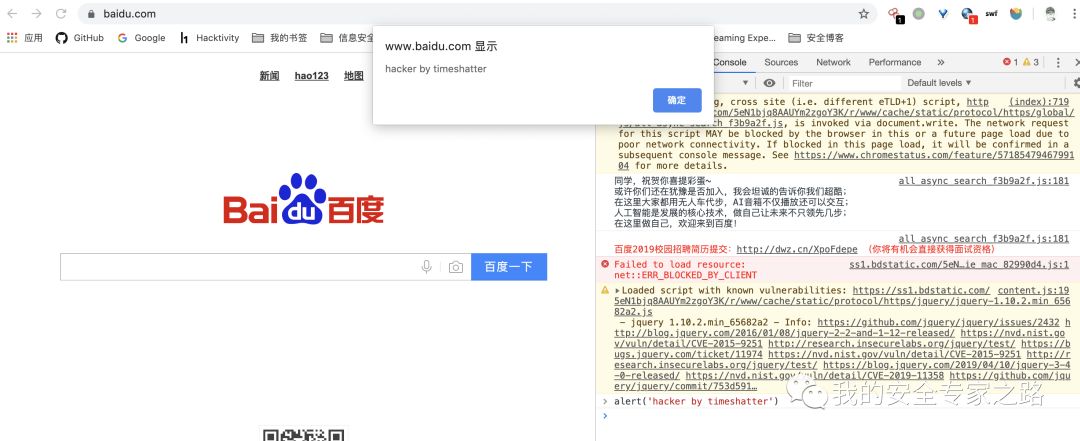 baidu.com
应用
GitHub
Google
Hacktivity
我的书签
信息安
eaming Expe...
安全博客
www.baidu.com 显示
hacker by timeshatter
确定
新闻
hao123
地图
Baidu百度
百度一下
Console
Sources
Network
Performance
1
3
Filter
Default levels ▼
g, cross site (i.e. different eTLD+1) script, http
(index):719
com/5eN1bjq8AAUYm2zgoY3K/r/www/cache/static/protocol/https/global/
js/all_async_search_f3b9a2f.js, is invoked via document.write. The network request
for this script MAY be blocked by the browser in this or a future page load due to
poor network connectivity. If blocked in this page load, it will be confirmed in a
subsequent console message. See https://www.chromestatus.com/feature/57185479467991
04 for more details.
同学，祝贺你喜提彩蛋~
all_async_search_f3b9a2f.js:181
或许你们还在犹豫是否加入，我会坦诚的告诉你我们超酷；
在这里大家都用无人车代步，AI音箱不仅播放还可以交互；
人工智能是发展的核心技术，做自己让未来不只领先几步；
在这里做自己，欢迎来到百度！
all_async_search_f3b9a2f.js:181
百度2019校园招聘简历提交：http://dwz.cn/XpoFdepe （你将有机会直接获得面试资格）
Failed to load resource:
ss1.bdstatic.com/5eN…ie_mac_82990d4.js:1
net::ERR_BLOCKED_BY_CLIENT
Loaded script with known vulnerabilities: https://ss1.bdstatic.com/
content.js:19
5eN1bjq8AAUYm2zgoY3K/r/www/cache/static/protocol/https/jquery/jquery-1.10.2.min_656
82a2.js
- jquery 1.10.2.min_65682a2 - Info: https://github.com/jquery/jquery/issues/2432
http://blog.jquery.com/2016/01/08/jquery-2-2-and-1-12-released/ https://nvd.nist.go
v/vuln/detail/CVE-2015-9251 http://research.insecurelabs.org/jquery/test/ https://b
ugs.jquery.com/ticket/11974 https://nvd.nist.gov/vuln/detail/CVE-2015-9251 http://r
esearch.insecurelabs.org/jquery/test/ https://blog.jquery.com/2019/04/10/jquery-3-4
-0-released/ https://nvd.nist.gov/vuln/detail/CVE-2019-11358 https://github.com/jqu
ery/jquery/commit/753d591…
> alert('hacker by timeshatter')
我的安全专家之路